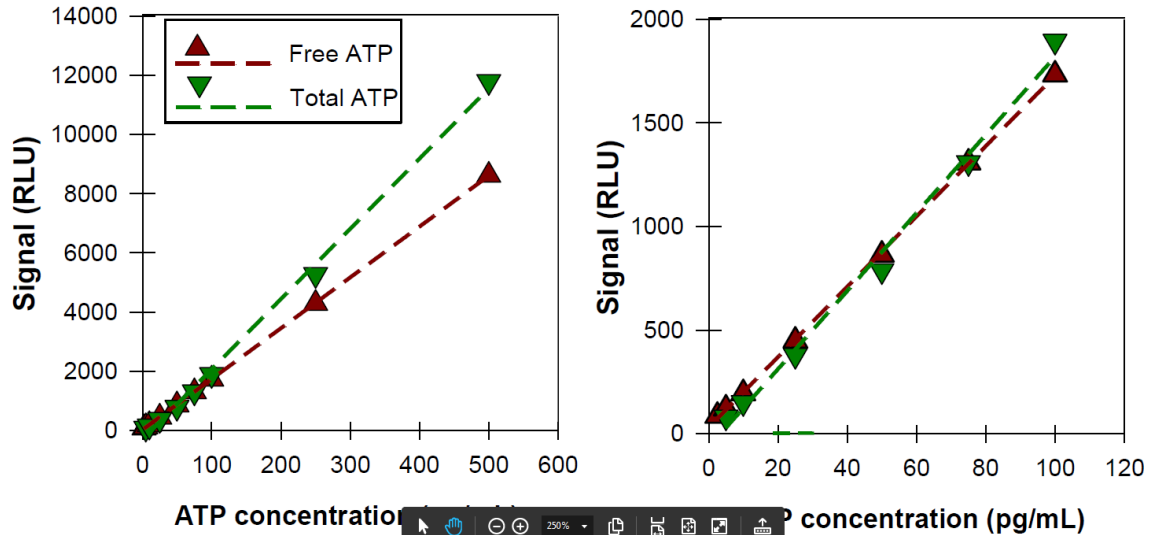 14000
12000
10000
8000
6000
4000
2000
0
Signal (RLU)
Free ATP
Total ATP
0 100 200 300 400 500 600
ATP concentration
2000
1500
1000
500
0
Signal (RLU)
0 20 40 60 80 100 120
P concentration (pg/mL)
250%